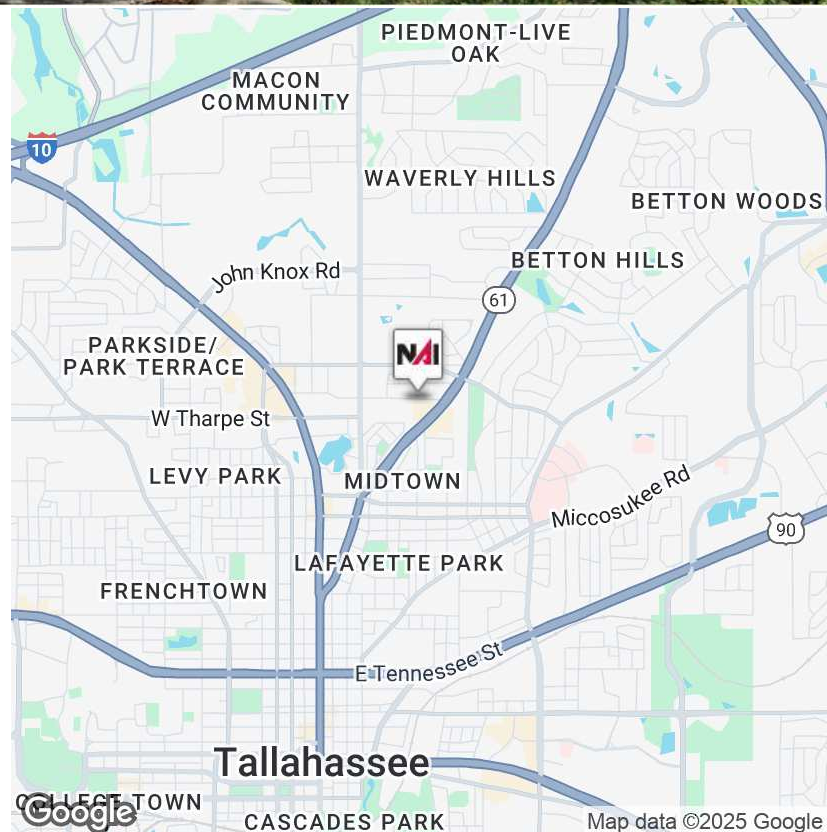 PIEDMONT-LIVE
OAK
MACON
COMMUNITY
10
WAVERLY HILLS
BETTON WOODS
BETTON HILLS
John Knox Rd
61
PARKSIDE/
PARK TERRACE
NAI
W Tharpe St
LEVY PARK
MIDTOWN
Miccosukee Rd
90
LAFAYETTE PARK
FRENCHTOWN
E Tennessee St
Tallahassee
COLLEGE TOWN
Google
CASCADES PARK
Map data ©2025 Google